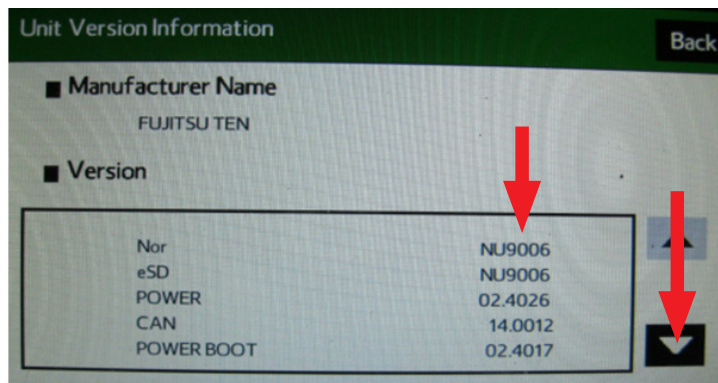 Unit Version Information
Back
Manufacturer Name
FUJITSU TEN
Version
Nor NU9006
eSD NU9006
POWER 02.4026
CAN 14.0012
POWER BOOT 02.4017